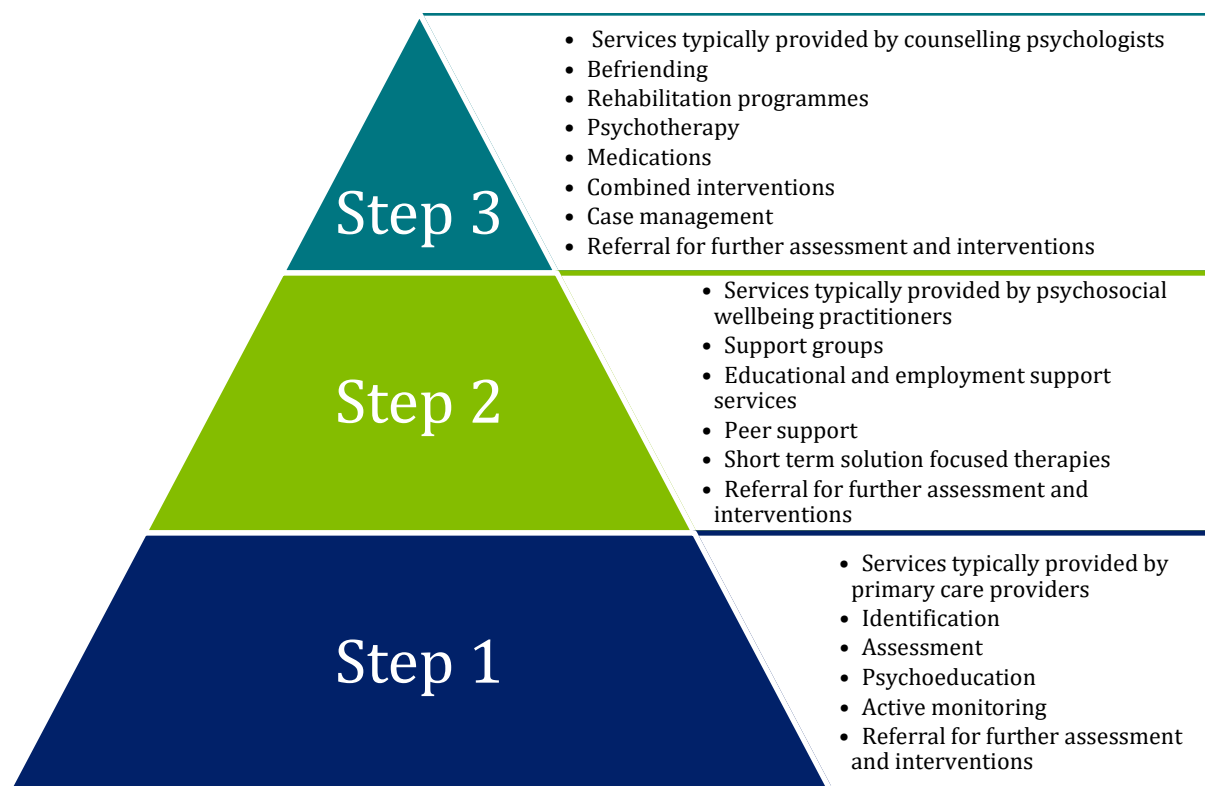 • Services typically provided by counselling psychologists
• Befriending
• Rehabilitation programmes
• Psychotherapy
• Medications
• Combined interventions
• Case management
• Referral for further assessment and interventions
Step 3
• Services typically provided by psychosocial
wellbeing practitioners
• Support groups
• Educational and employment support
services
• Peer support
• Short term solution focused therapies
• Referral for further assessment and
interventions
Step 2
• Services typically provided by
primary care providers
• Identification
• Assessment
• Psychoeducation
• Active monitoring
• Referral for further assessment
and interventions
Step 1